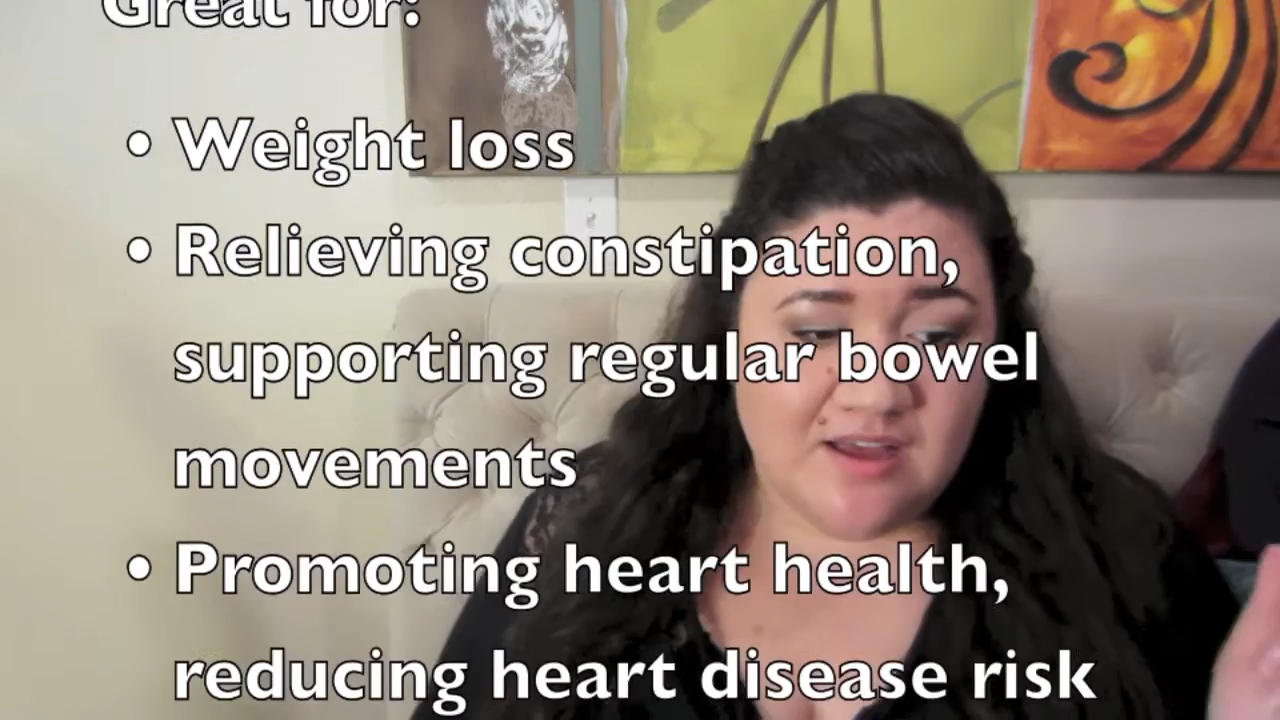 Great for:
• Weight loss
• Relieving constipation,
supporting regular bowel
movements
• Promoting heart health,
reducing heart disease risk